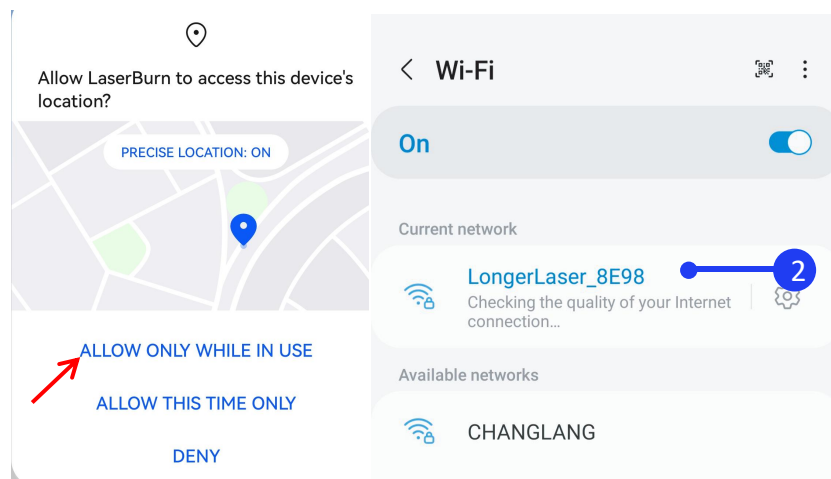 Allow LaserBurn to access this device's
location?
PRECISE LOCATION: ON
ALLOW ONLY WHILE IN USE
ALLOW THIS TIME ONLY
DENY
Wi-Fi
On
Current network
LongerLaser_8E98
2
Checking the quality of your Internet
connection...
Available networks
CHANGLANG